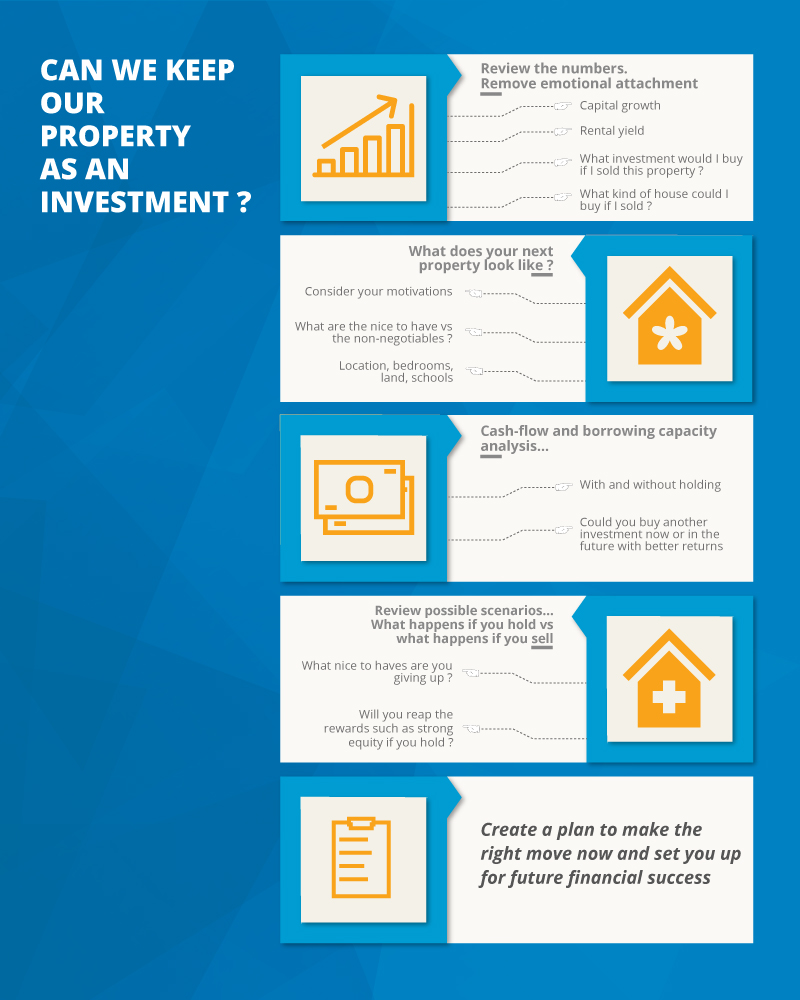 CAN WE KEEP
OUR
PROPERTY
AS AN
INVESTMENT ?
Review the numbers.
Remove emotional attachment
Capital growth
Rental yield
What investment would I buy
if I sold this property ?
What kind of house could I
buy if I sold ?
What does your next
property look like ?
Consider your motivations
What are the nice to have vs
the non-negotiables ?
Location, bedrooms,
land, schools
Cash-flow and borrowing capacity
analysis...
With and without holding
Could you buy another
investment now or in the
future with better returns
Review possible scenarios...
What happens if you hold vs
what happens if you sell
What nice to haves are you
giving up ?
Will you reap the
rewards such as strong
equity if you hold ?
Create a plan to make the
right move now and set you up
for future financial success